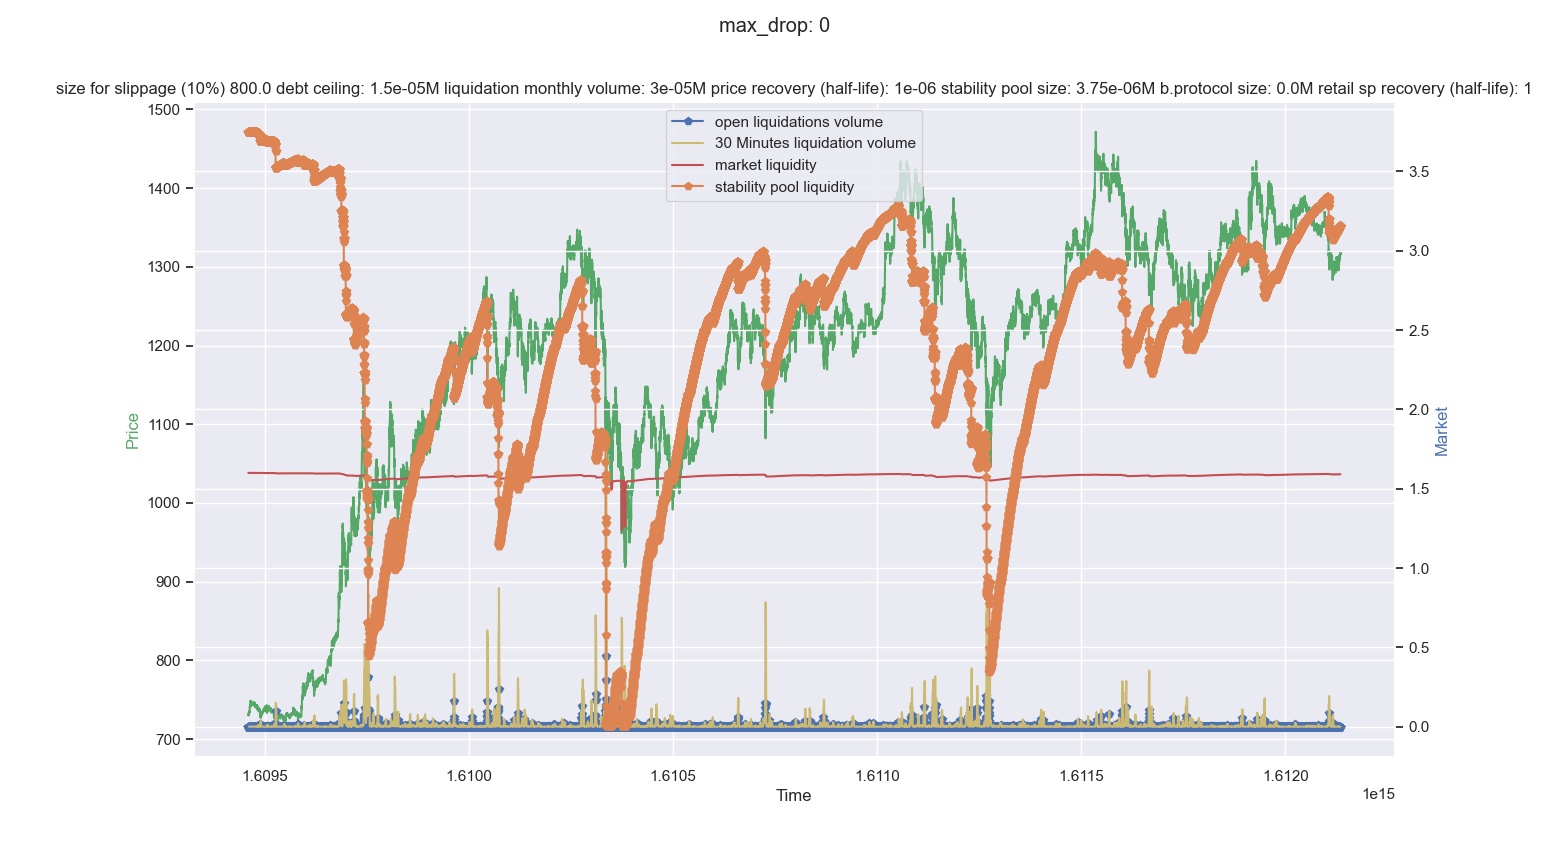 max_drop: 0
size for slippage (10%) 800.0 debt ceiling: 1.5e-05M liquidation monthly volume: 3e-05M price recovery (half-life): 1e-06 stability pool size: 3.75e-06M b.protocol size: 0.0M retail sp recovery (half-life): 1
open liquidations volume
30 Minutes liquidation volume
market liquidity
stability pool liquidity
1500
1400
1300
1200
1100
1000
900
800
700
Price
3.5
3.0
2.5
2.0
1.5
1.0
0.5
0.0
Market
1.6095 1.6100 1.6105 1.6110 1.6115 1.6120
1e15
Time